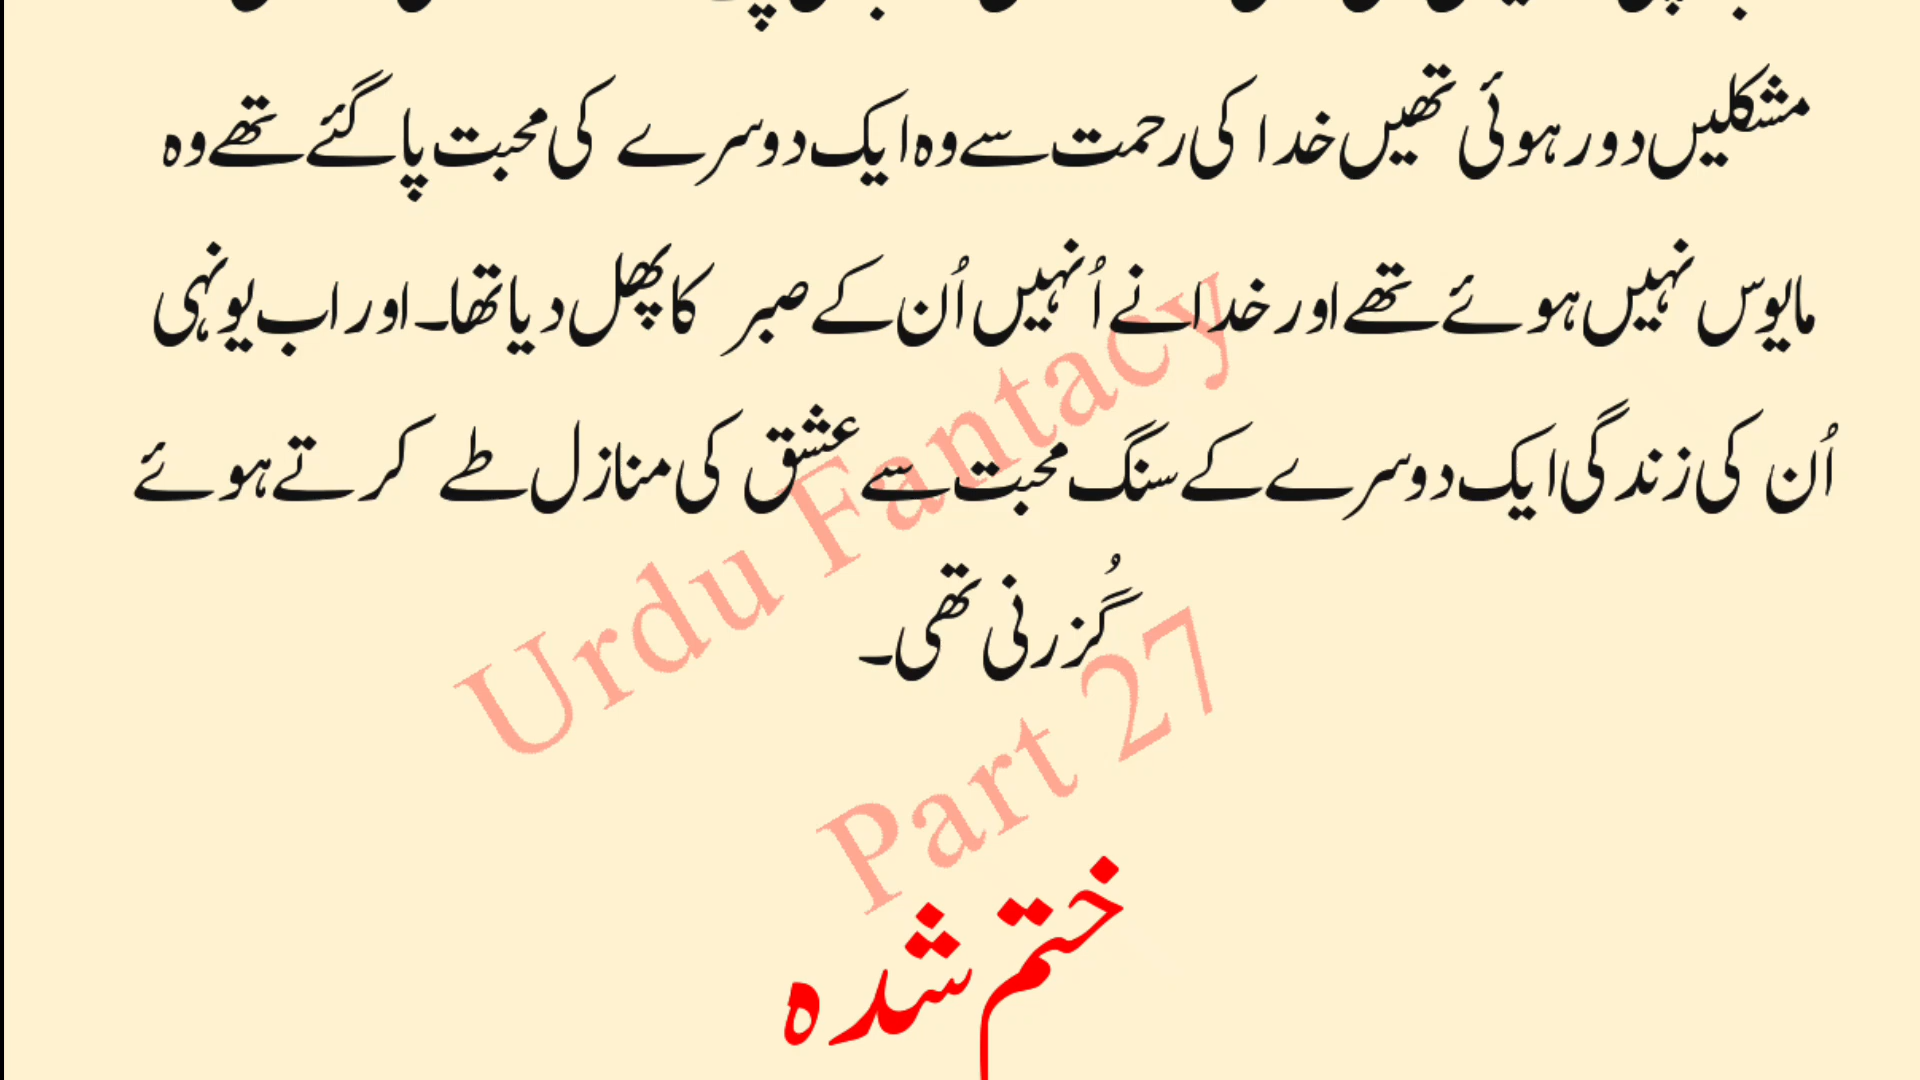 مشکلیں دور ہوئی تھیں خدا کی رحمت سے وہ ایک دوسرے کی محبت پا گئے تھے وہ
مایوس نہیں ہوئے تھے اور خدا نے اُنہیں اُن کے صبر کا پھل دیا تھا۔ اور اب یونہی
اُن کی زندگی ایک دوسرے کے سنگ محبت سے عشق کی منازل طے کرتے ہوئے
گُزرنی تھی۔
Urdu Fantacy
Part 27
ختم شدہ